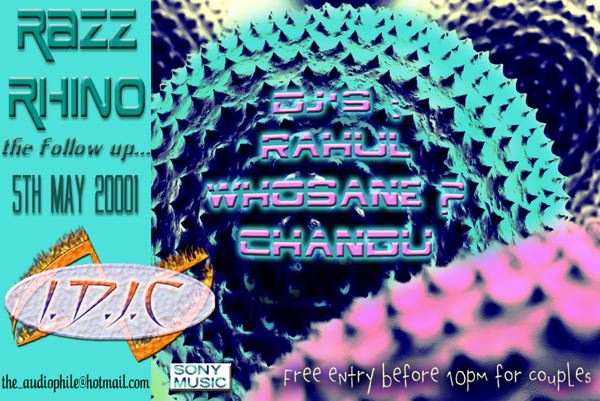 Razz
Rhino
the Follow up...
5TH MAY 20001
I.D.I.C
the_audiophile@hotmail.com
DJ'S :
RAHUL
WHOSANE ?
CHANDU
SONY
MUSIC
Free entry before 10pm for couples